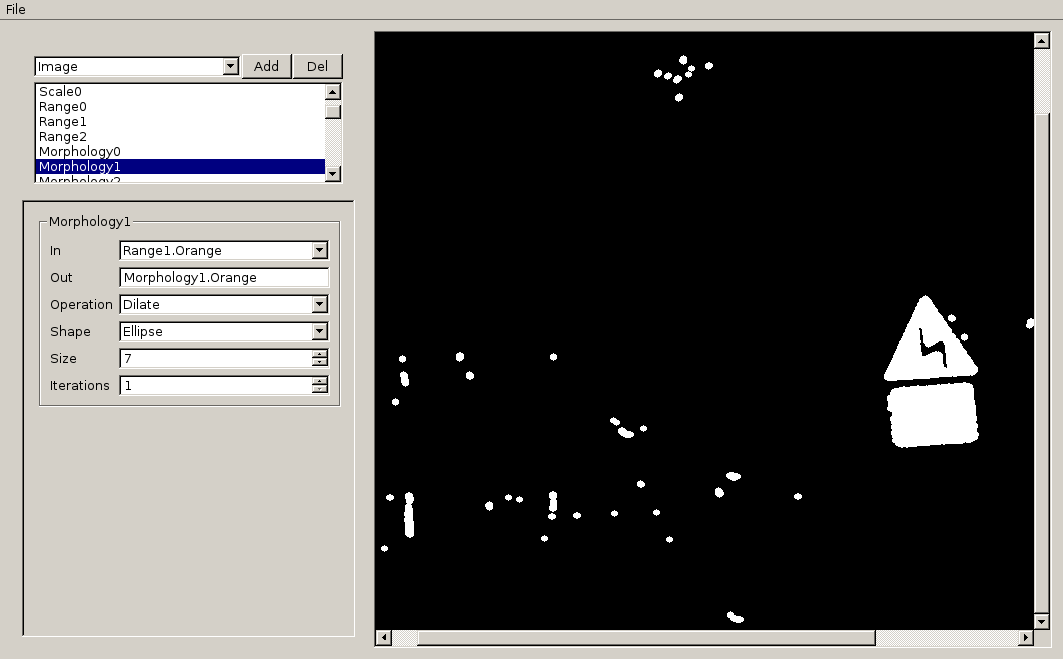 File
Image
Add
Del
Scale0
Range0
Range1
Range2
Morphology0
Morphology1
Morphology2
Morphology1
In
Range1.Orange
Out
Morphology1.Orange
Operation
Dilate
Shape
Ellipse
Size
7
Iterations
1